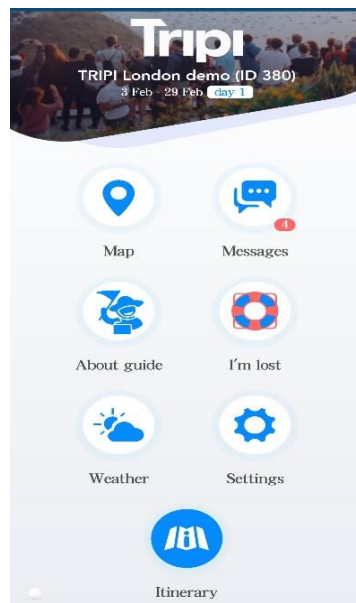 Tripi
TRIPI London demo (ID 380)
3 Feb - 29 Feb day 1
Map
Messages
4
About guide
I'm lost
Weather
Settings
Itinerary